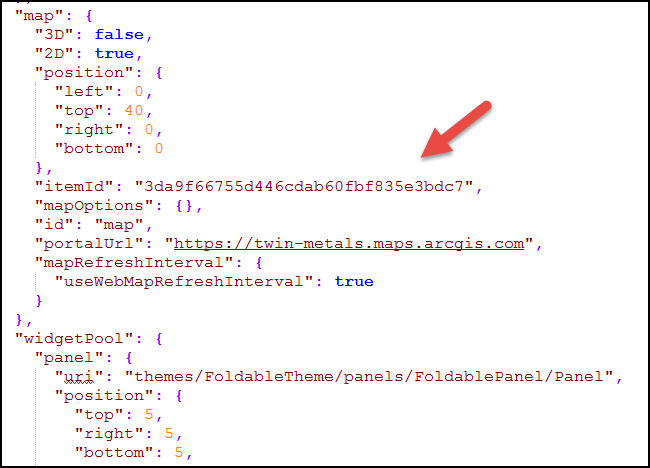 "map": {
"3D": false,
"2D": true,
"position": {
"left": 0,
"top": 40,
"right": 0,
"bottom": 0
},
"itemId": "3da9f66755d446cdab60fbf835e3bdc7",
"mapOptions": {},
"id": "map",
"portalUrl": "https://twin-metals.maps.arcgis.com",
"mapRefreshInterval": {
"useWebMapRefreshInterval": true
}
},
"widgetPool": {
"panel": {
"uri": "themes/FoldableTheme/panels/FoldablePanel/Panel",
"position": {
"top": 5,
"right": 5,
"bottom": 5,